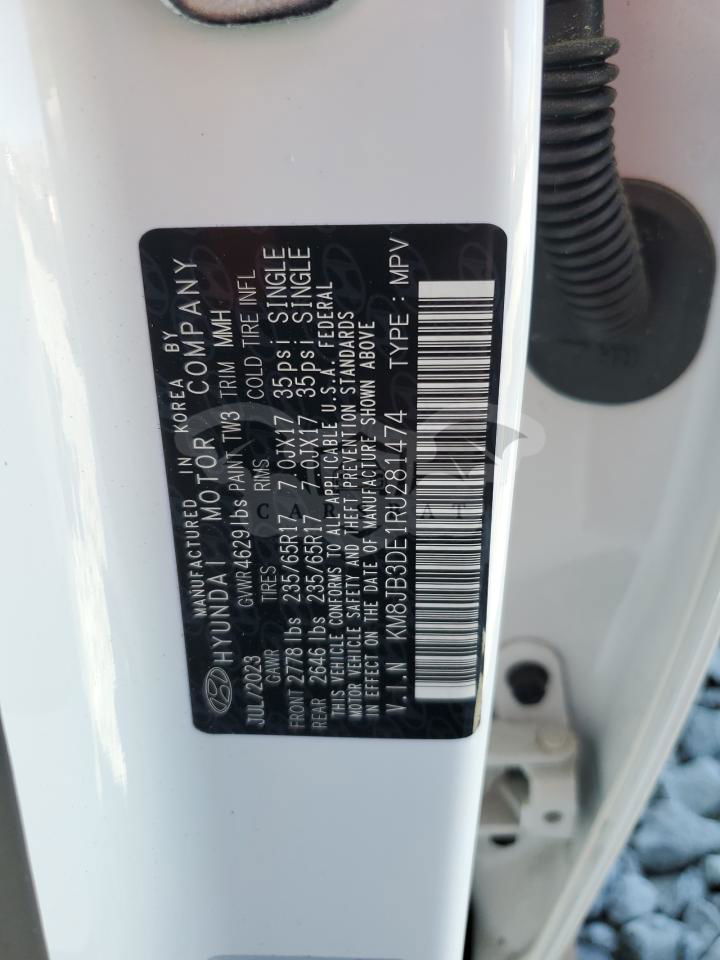 MANUFACTURED IN KOREA BY
HYUNDAI MOTOR COMPANY
JUL/2023 GVWR 4629lbs PAINT TW3 TRIM MMH
GAWR TIRES RIMS COLD TIRE INFL
FRONT 2778 lbs 235/65R17 7.0JX17 35psi SINGLE
REAR 2646 lbs 235/65R17 7.0JX17 35psi SINGLE
THIS VEHICLE CONFORMS TO ALL APPLICABLE U.S.A. FEDERAL
MOTOR VEHICLE SAFETY AND THEFT PREVENTION STANDARDS
IN EFFECT ON THE DATE OF MANUFACTURE SHOWN ABOVE
V.I.N KM8JB3DE1RU281474 TYPE : MPV